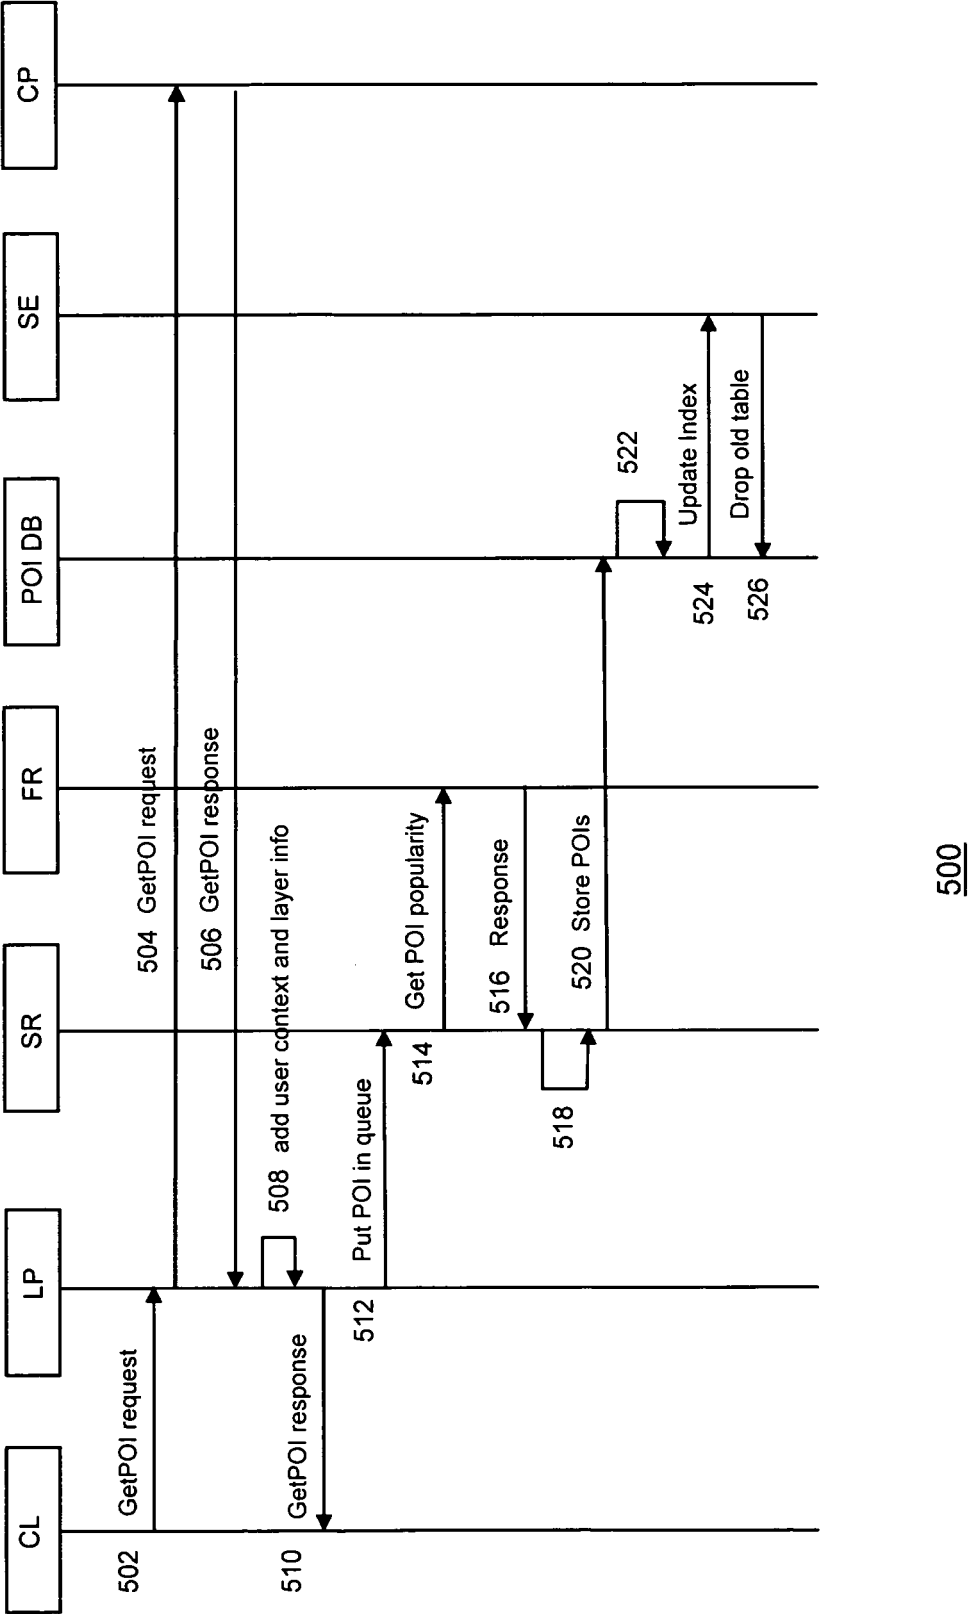 CL
LP
SR
FR
POI DB
SE
CP
502
GetPOI request
504 GetPOI request
506 GetPOI response
508 add user context and layer info
510
GetPOI response
512
Put POI in queue
514
Get POI popularity
516 Response
518
520 Store POIs
522
524
Update Index
526
Drop old table
500